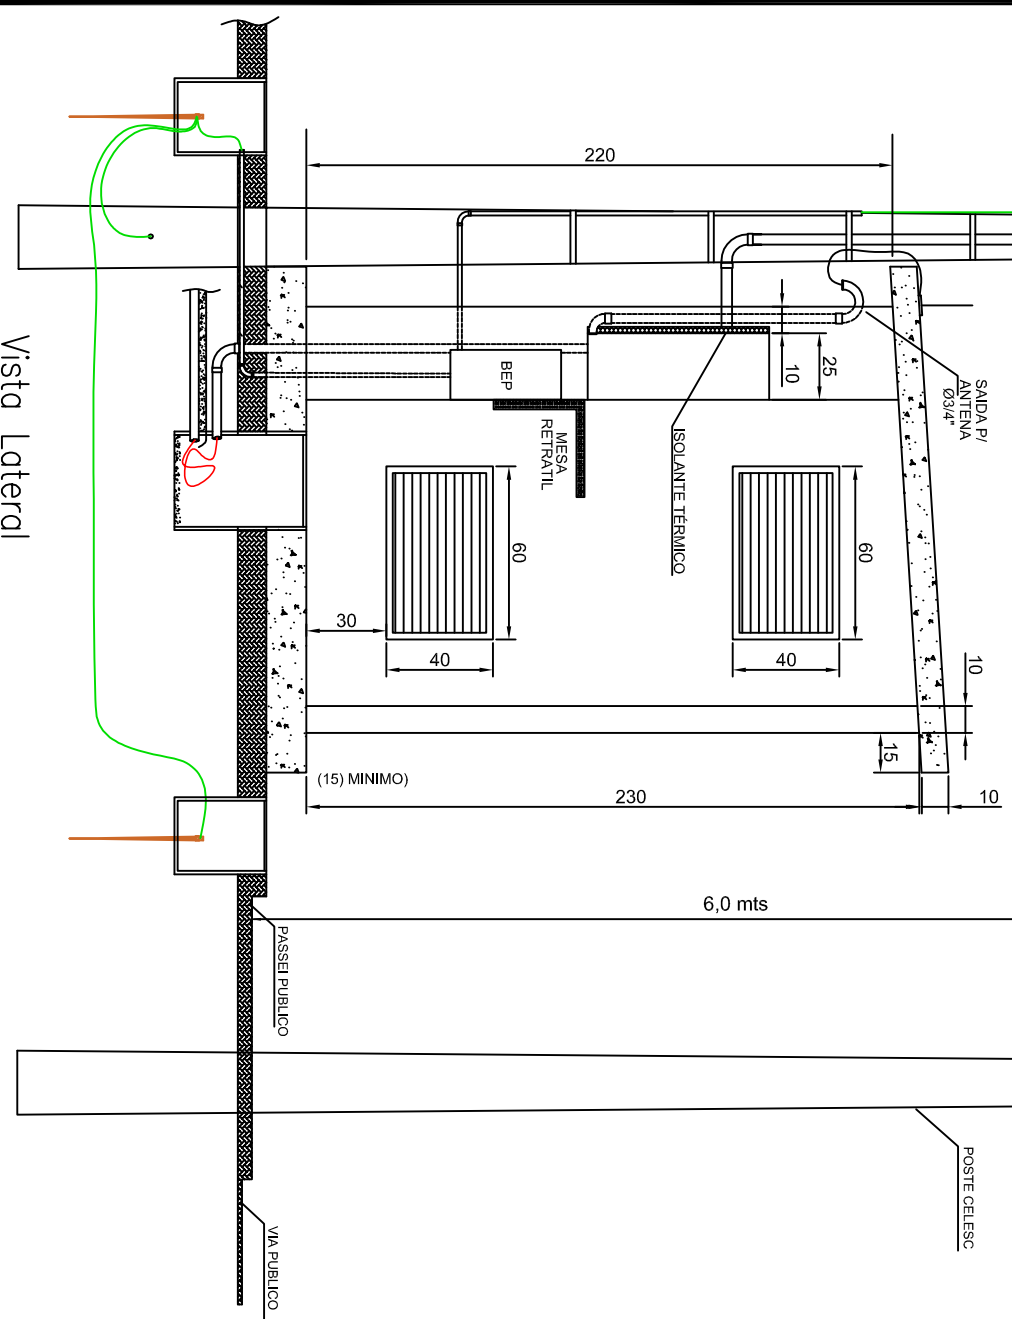 220
SAIDA P/
ANTENA
Ø3/4"
10
25
BEP
MESA
RETRATIL
ISOLANTE TÉRMICO
60
60
30
40
40
10
15
(15) MINIMO)
230
10
6,0 mts
PASSEI PUBLICO
POSTE CELESC
VIA PUBLICO
Vista Lateral